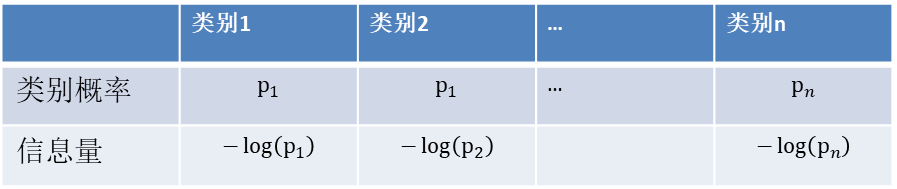 类别1 类别2 ... 类别n
类别概率 p₁ p₁ ... pₙ
信息量 −log(p₁) −log(p₂) −log(pₙ)